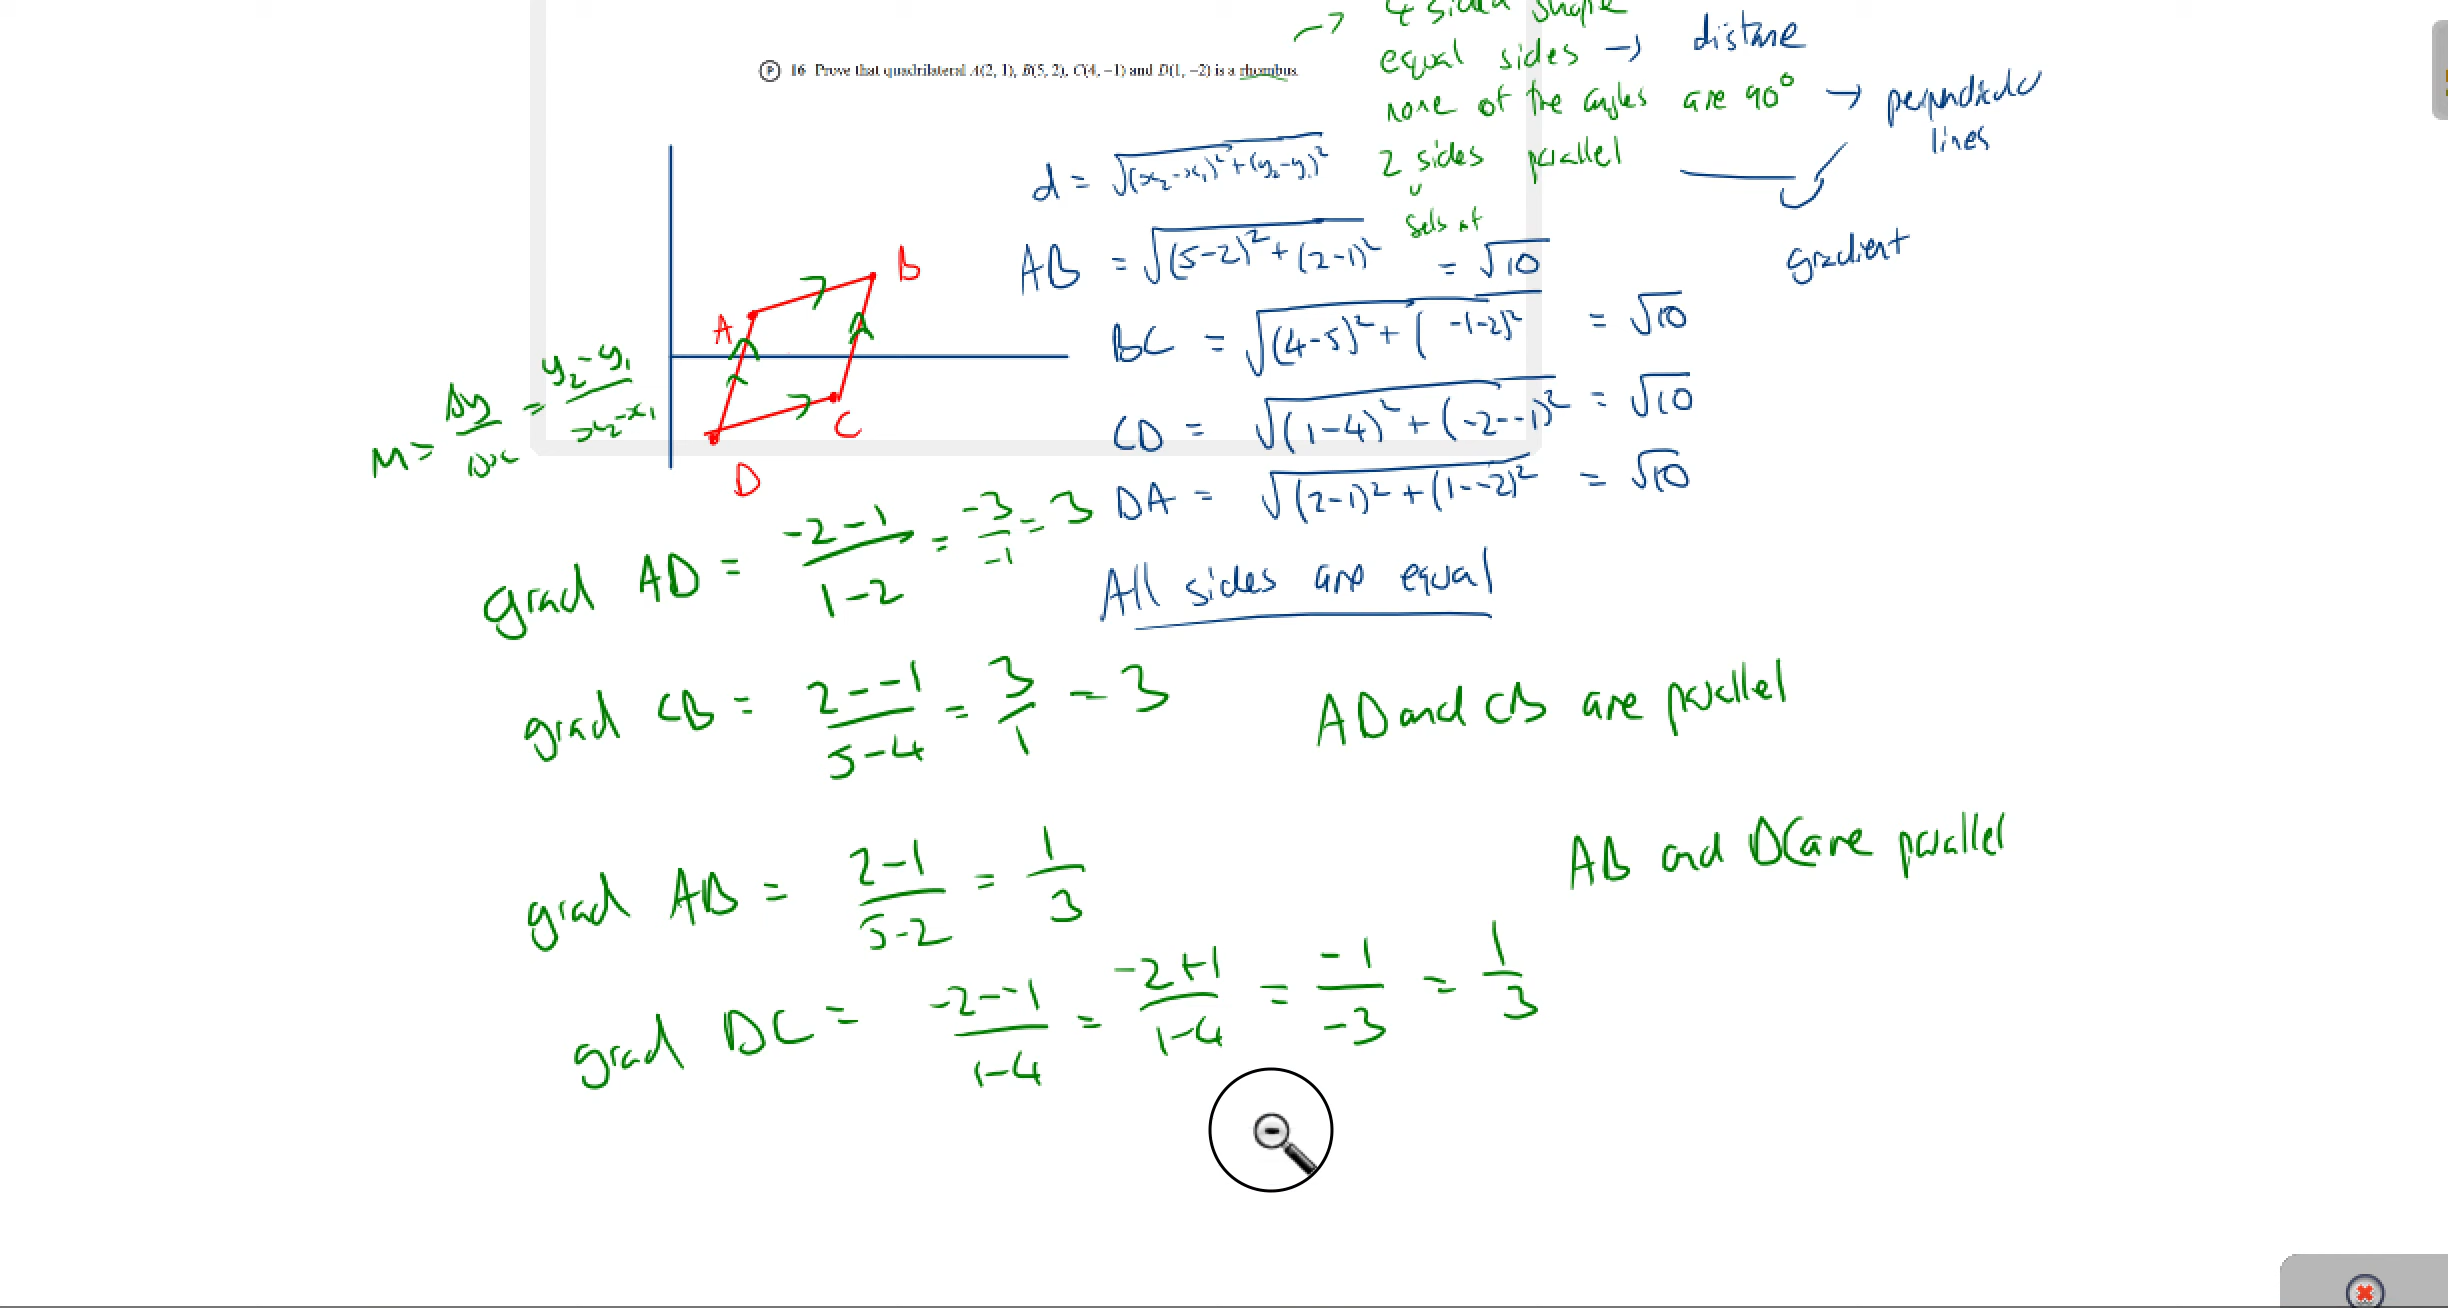 → 4 sided shape
equal sides → distance
Ⓟ 16 Prove that quadrilateral A(2, 1), B(5, 2), C(4, −1) and D(1, −2) is a rhombus.
none of the angles are 90° → perpendicular lines
2 sets of sides parallel
gradient
d = √((x₂-x₁)²+(y₂-y₁)²)
AB = √((5-2)²+(2-1)²) = √10
BC = √((4-5)²+(-1-2)²) = √10
CD = √((1-4)²+(-2--1)²) = √10
DA = √((2-1)²+(1--2)²) = √10
All sides are equal
A
B
C
D
M = Δy/Δx = (y₂-y₁)/(x₂-x₁)
grad AD = (-2-1)/(1-2) = -3/-1 = 3
grad CB = (2--1)/(5-4) = 3/1 = 3
AD and CB are parallel
grad AB = (2-1)/(5-2) = 1/3
AB and DC are parallel
grad DC = (-2--1)/(1-4) = (-2+1)/(1-4) = -1/-3 = 1/3